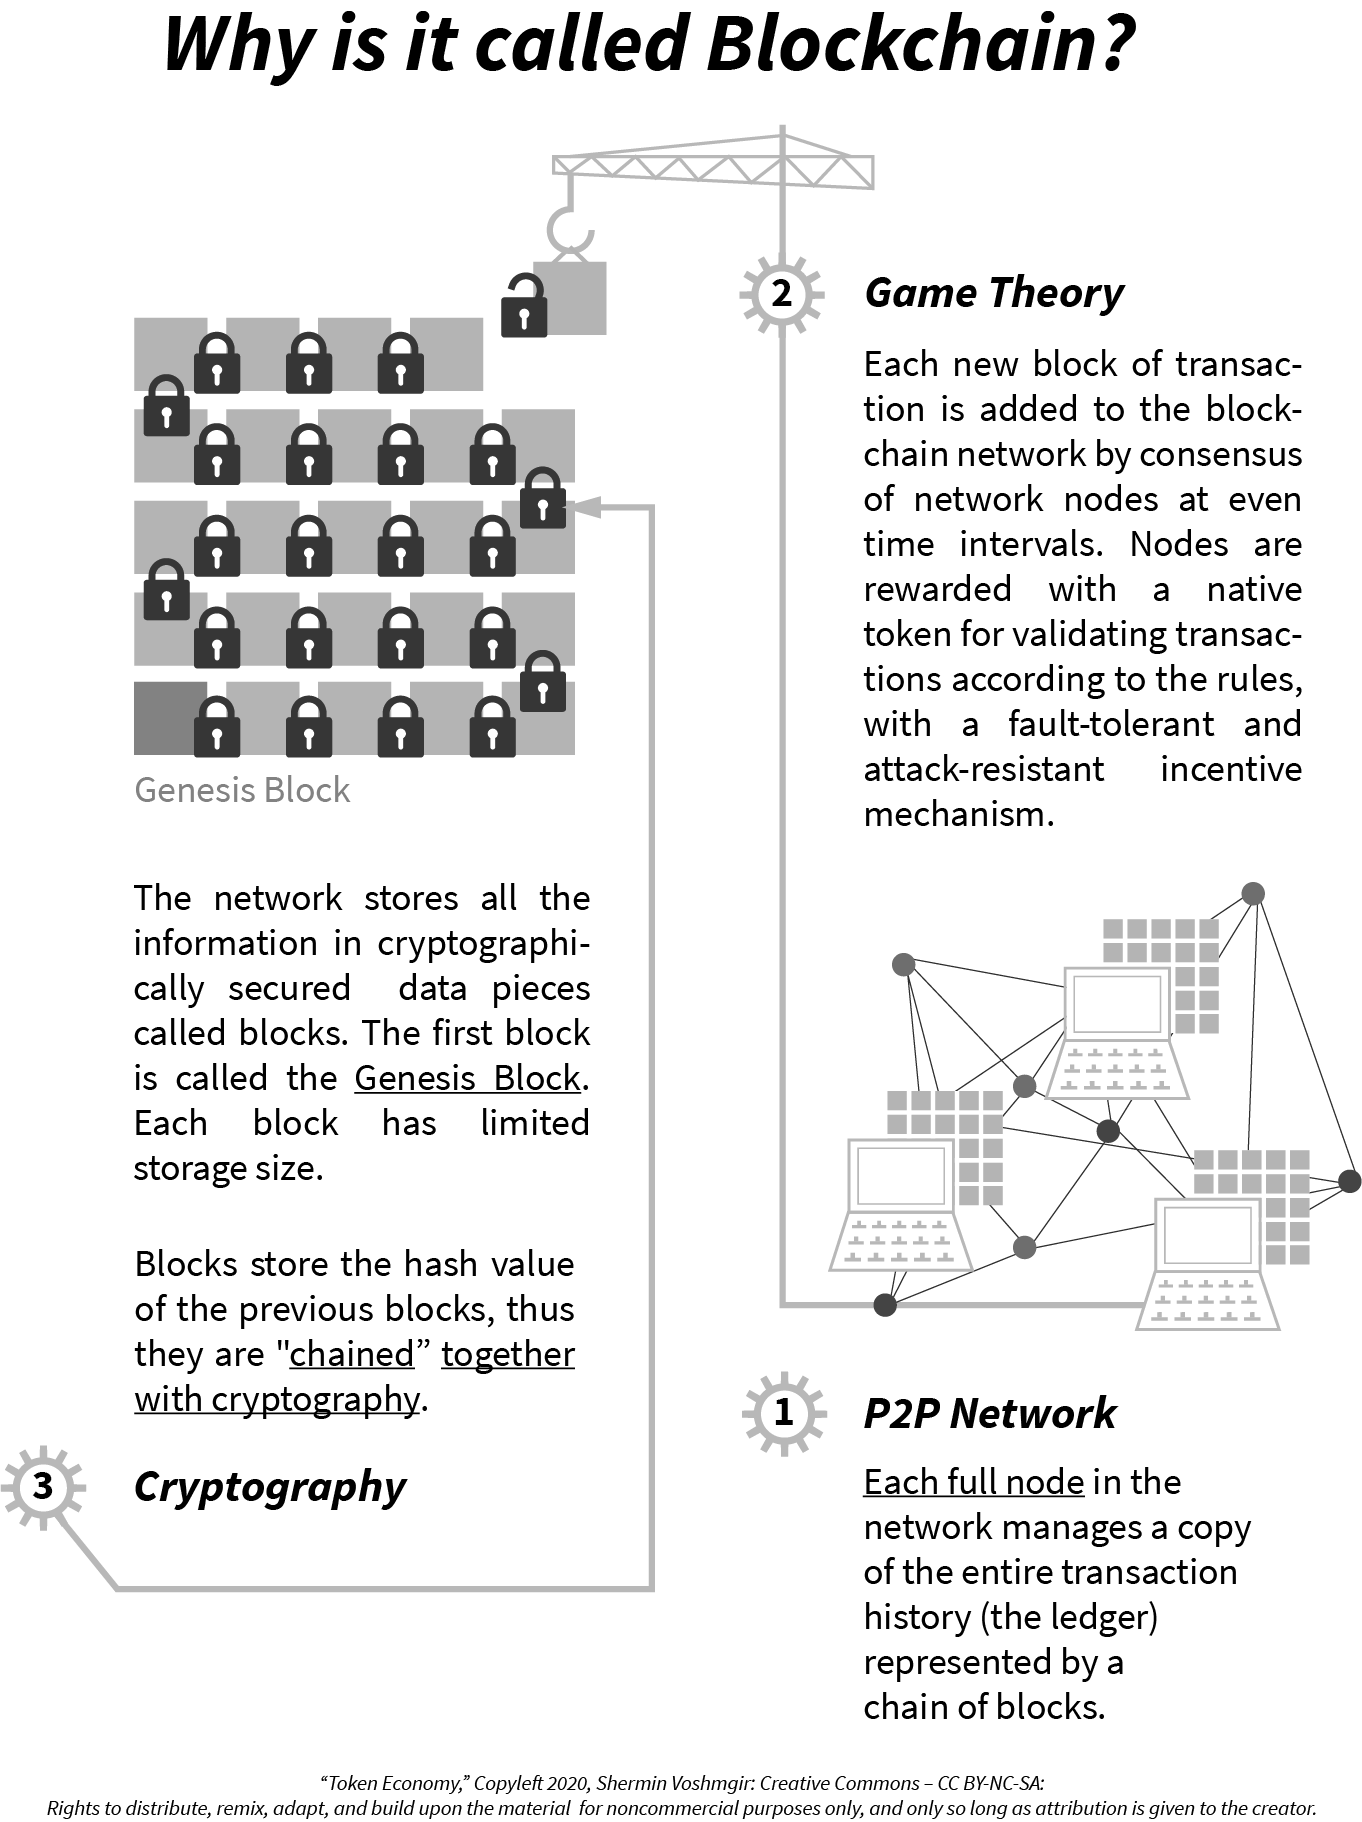 Why is it called Blockchain?
2
Game Theory
Each new block of transac-
tion is added to the block-
chain network by consensus
of network nodes at even
time intervals. Nodes are
rewarded with a native
token for validating transac-
tions according to the rules,
with a fault-tolerant and
attack-resistant incentive
mechanism.
Genesis Block
The network stores all the
information in cryptographi-
cally secured data pieces
called blocks. The first block
is called the Genesis Block.
Each block has limited
storage size.
Blocks store the hash value
of the previous blocks, thus
they are "chained” together
with cryptography.
3
Cryptography
1
P2P Network
Each full node in the
network manages a copy
of the entire transaction
history (the ledger)
represented by a
chain of blocks.
“Token Economy,” Copyleft 2020, Shermin Voshmgir: Creative Commons – CC BY-NC-SA:
Rights to distribute, remix, adapt, and build upon the material for noncommercial purposes only, and only so long as attribution is given to the creator.